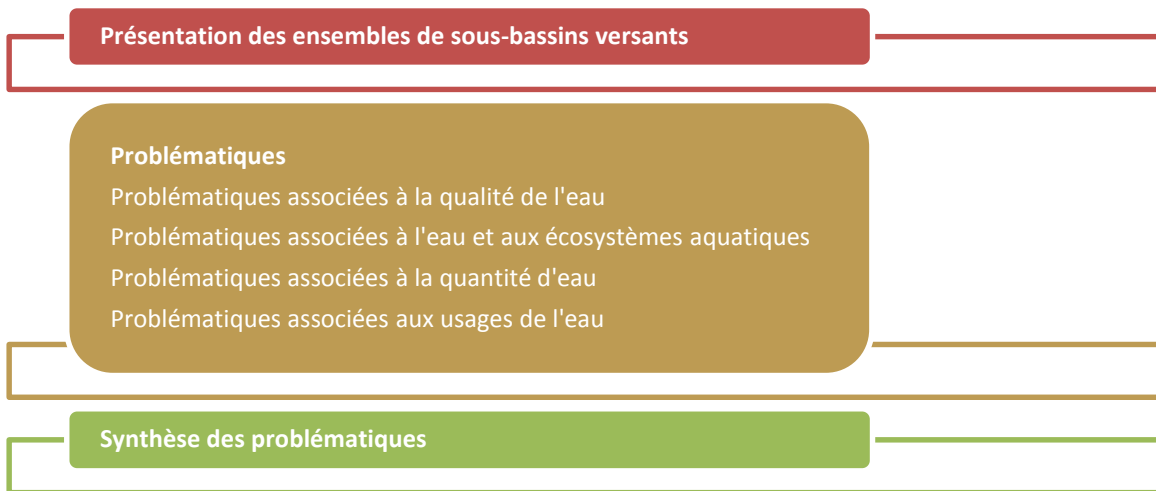 Présentation des ensembles de sous-bassins versants
Problématiques
Problématiques associées à la qualité de l'eau
Problématiques associées à l'eau et aux écosystèmes aquatiques
Problématiques associées à la quantité d'eau
Problématiques associées aux usages de l'eau
Synthèse des problématiques